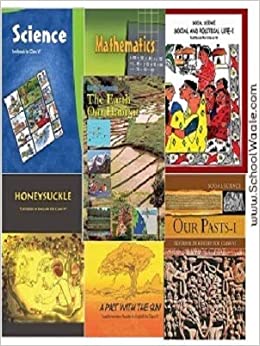 Science
Textbook for Class VI
Mathematics
SOCIAL SCIENCE
SOCIAL AND POLITICAL LIFE-I
The Earth
Our Habitat
HONEYSUCKLE
A PACT WITH THE SUN
SOCIAL SCIENCE
OUR PASTS-I
www.SchoolWaale.com